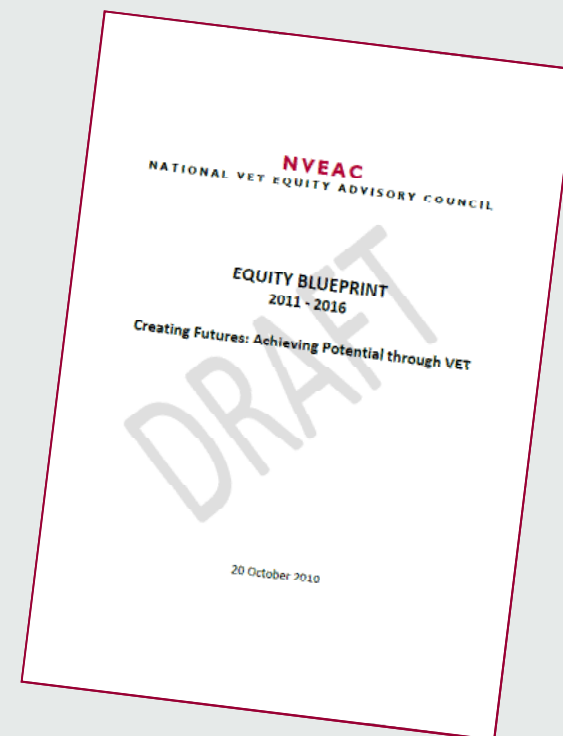 NVEAC
NATIONAL VET EQUITY ADVISORY COUNCIL
EQUITY BLUEPRINT
2011 - 2016
Creating Futures: Achieving Potential through VET
DRAFT
20 October 2010